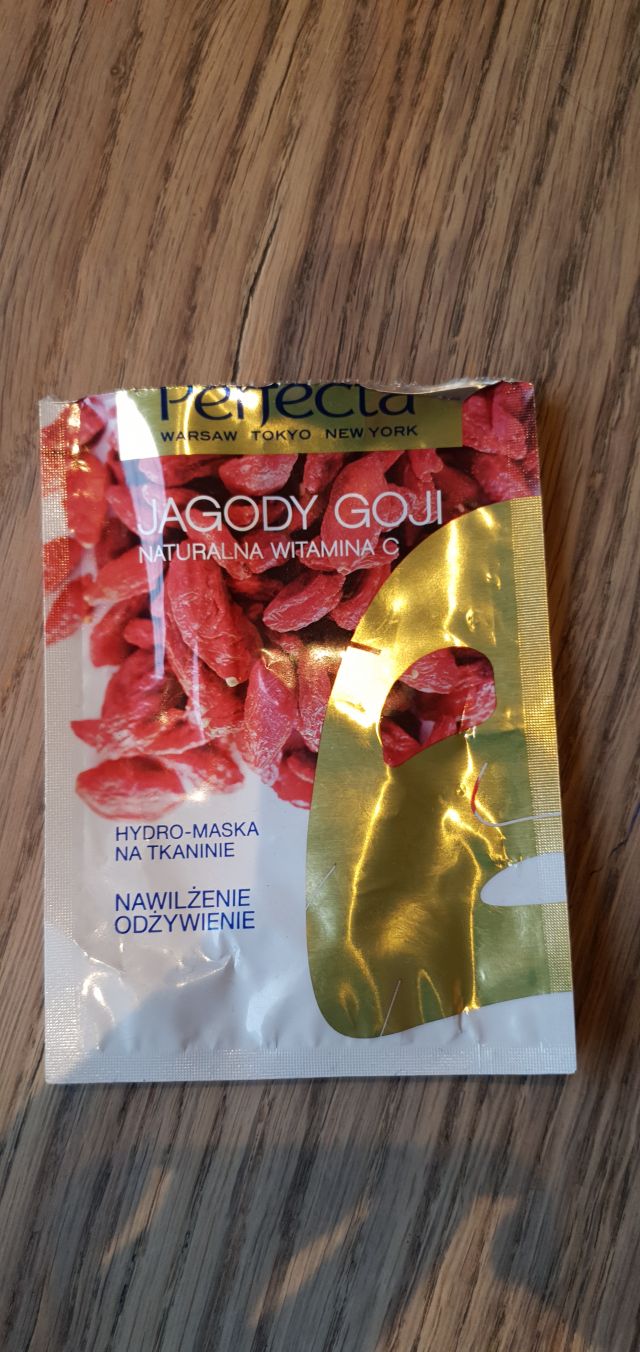 Perfecta
WARSAW TOKYO NEW YORK
JAGODY GOJI
NATURALNA WITAMINA C
HYDRO-MASKA
NA TKANINIE
NAWILŻENIE
ODŻYWIENIE